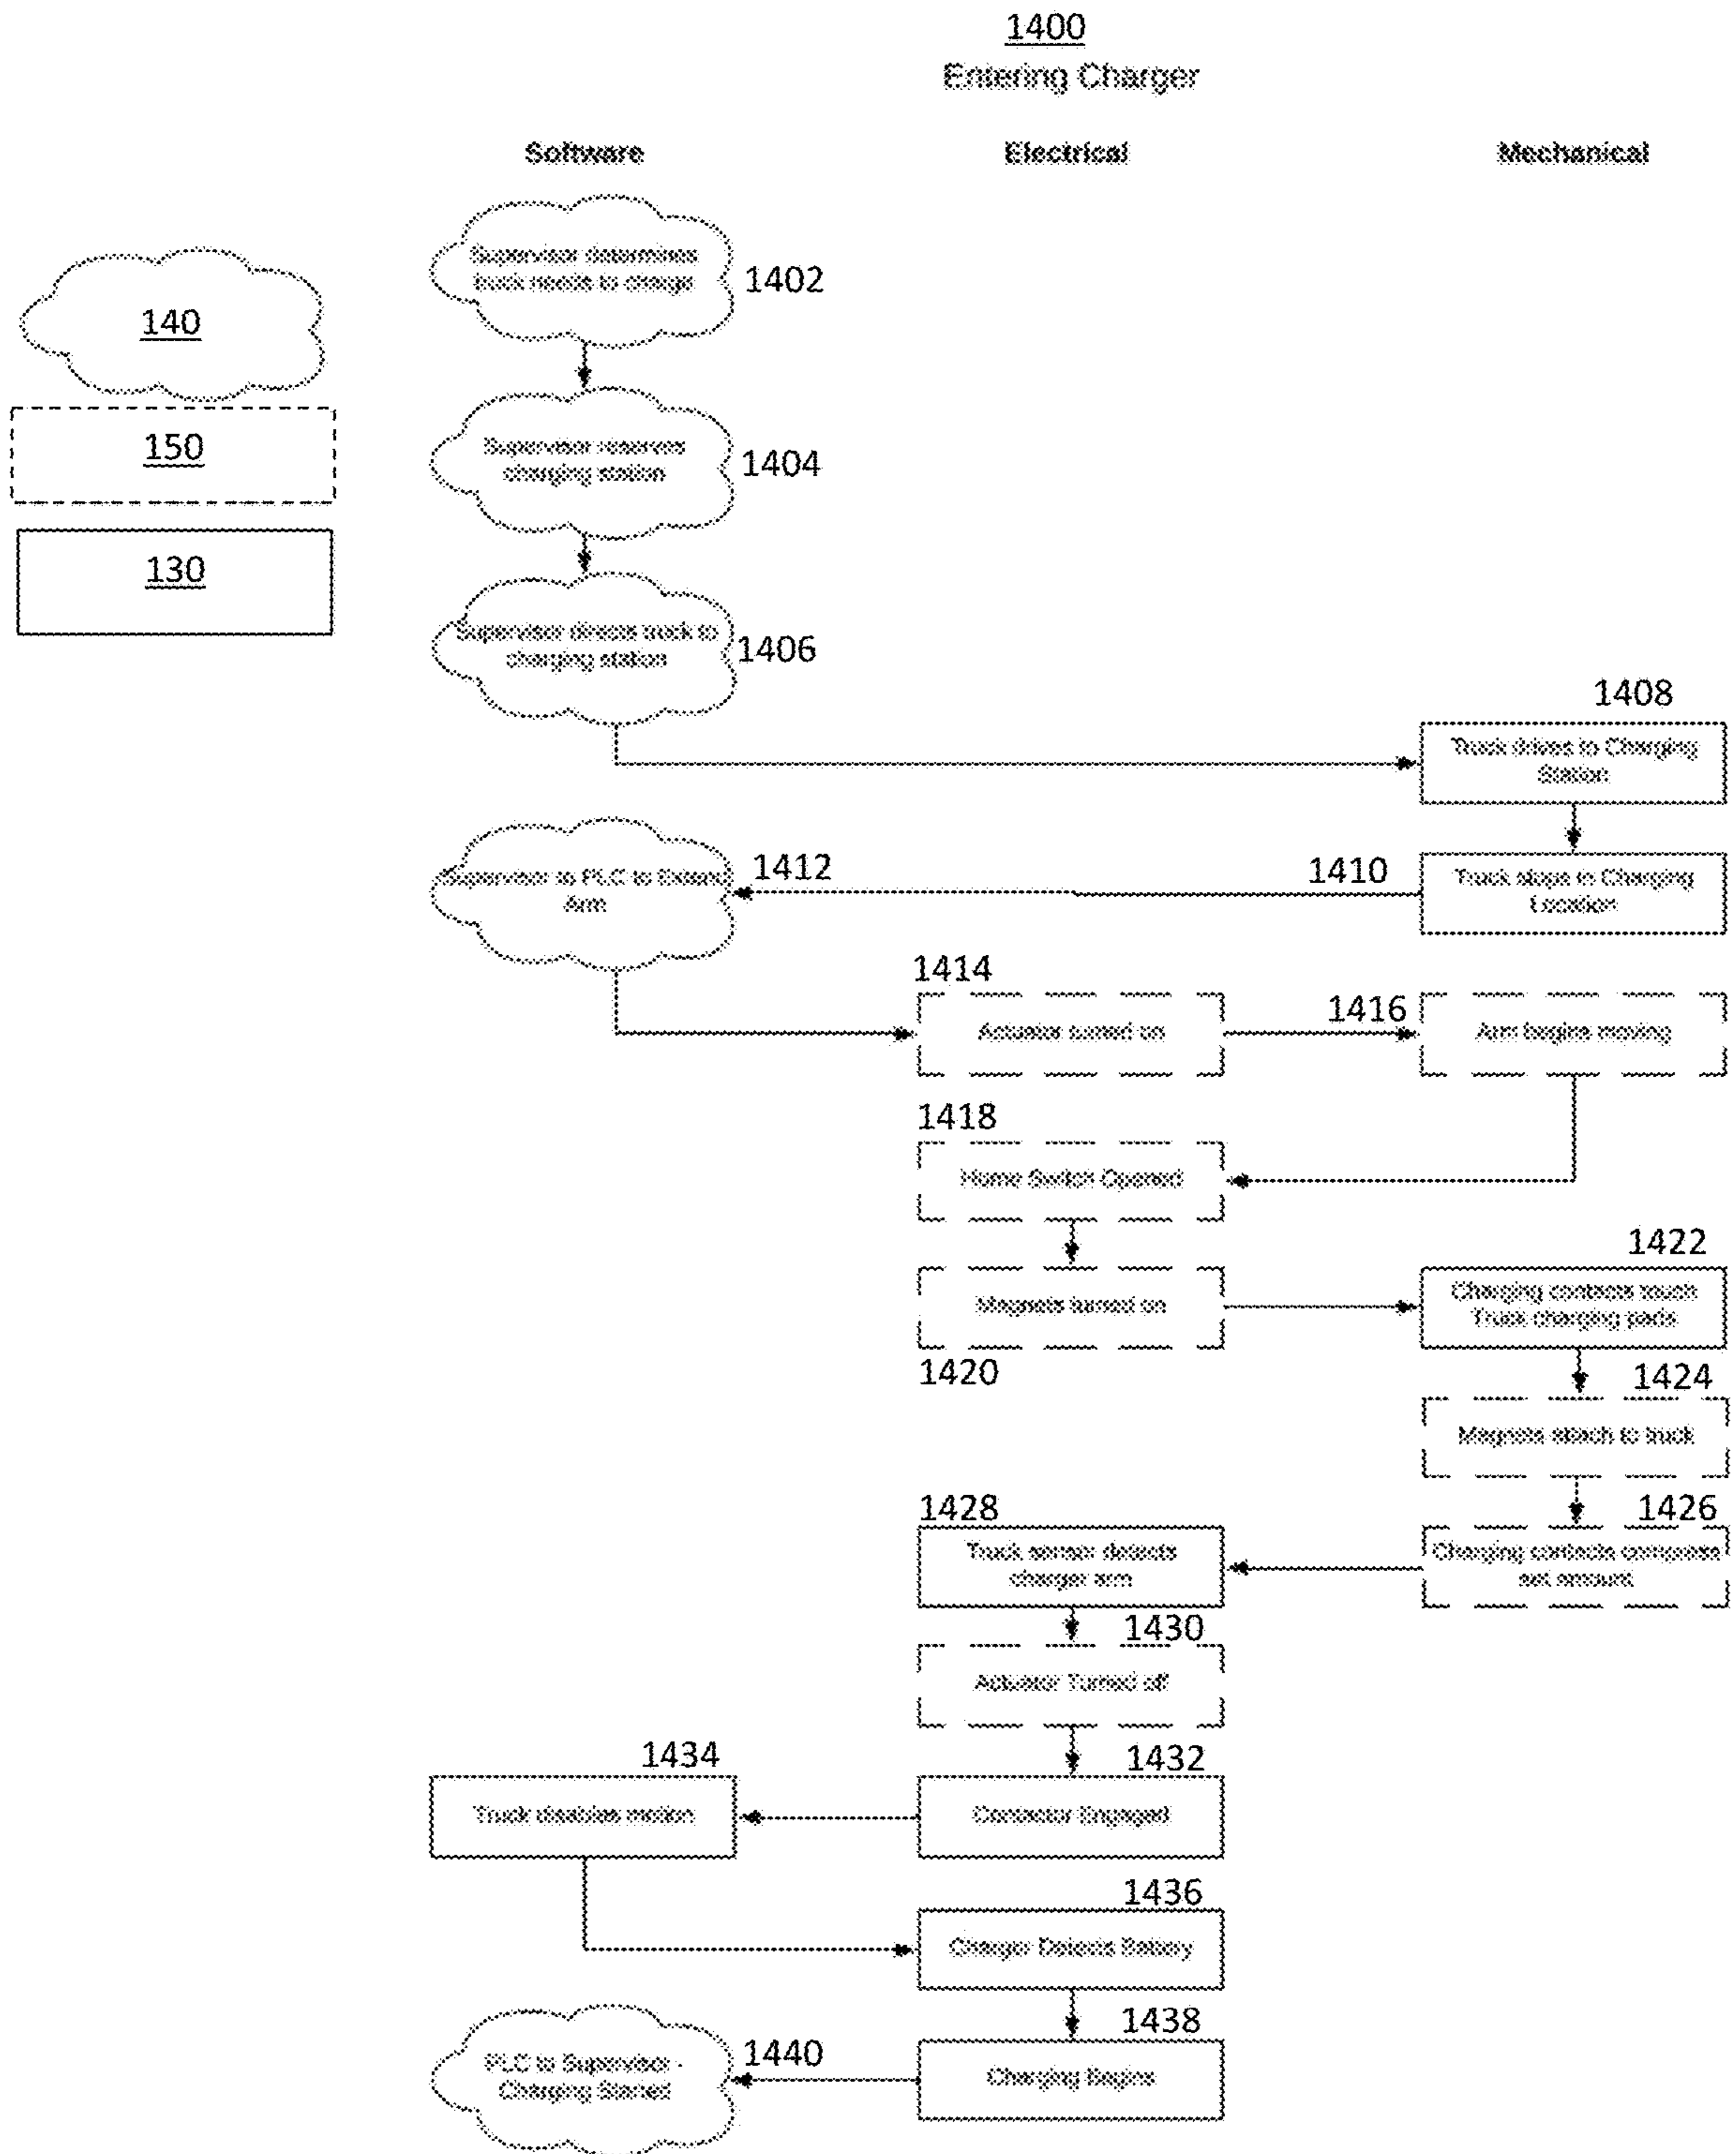 1400
Entering Charger
Software
Electrical
Mechanical
140
150
130
Supervisor determines
truck needs to charge
1402
Supervisor reserves
charging station
1404
Supervisor directs truck to
charging station
1406
1408
Truck drives to Charging
Station
1410
Truck stops in Charging
Location
1412
Supervisor to PLC to Extend
Arm
1414
Actuator turned on
1416
Arm begins moving
1418
Home Switch Opened
Magnets turned on
1420
1422
Charging contacts touch
Truck charging pads
1424
Magnets attach to truck
1426
Charging contacts compress
set amount
1428
Truck sensor detects
charger arm
1430
Actuator Turned off
1432
Contactor Engaged
1434
Truck disables motion
1436
Charger Detects Battery
1438
Charging Begins
1440
PLC to Supervisor -
Charging Started